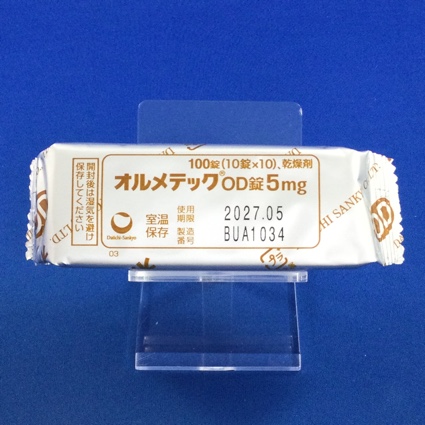 100錠(10錠×10)、乾燥剤
オルメテック®OD錠5mg
Daiichi Sankyo
室温
保存
使用
期限
2027.05
製造
番号
BUA1034
開封後は湿気を避け
保存してください
03